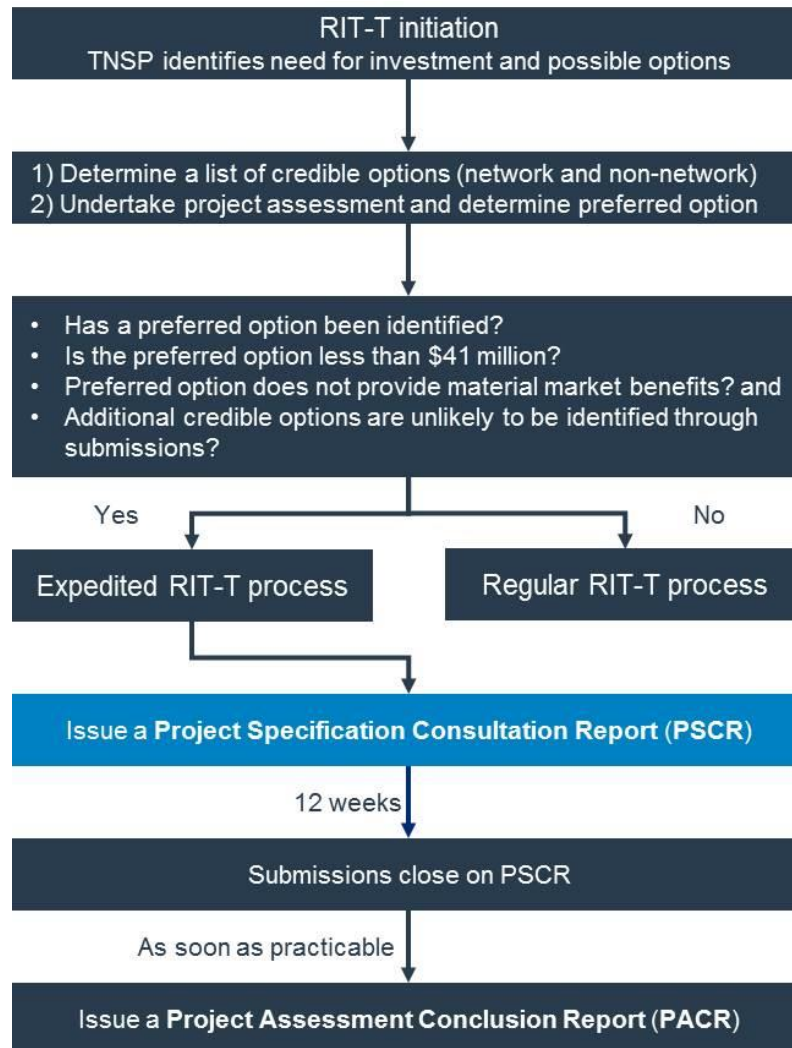 RIT-T initiation
TNSP identifies need for investment and possible options
1) Determine a list of credible options (network and non-network)
2) Undertake project assessment and determine preferred option
• Has a preferred option been identified?
• Is the preferred option less than $41 million?
• Preferred option does not provide material market benefits? and
• Additional credible options are unlikely to be identified through
submissions?
Yes
No
Expedited RIT-T process
Regular RIT-T process
Issue a Project Specification Consultation Report (PSCR)
12 weeks
Submissions close on PSCR
As soon as practicable
Issue a Project Assessment Conclusion Report (PACR)